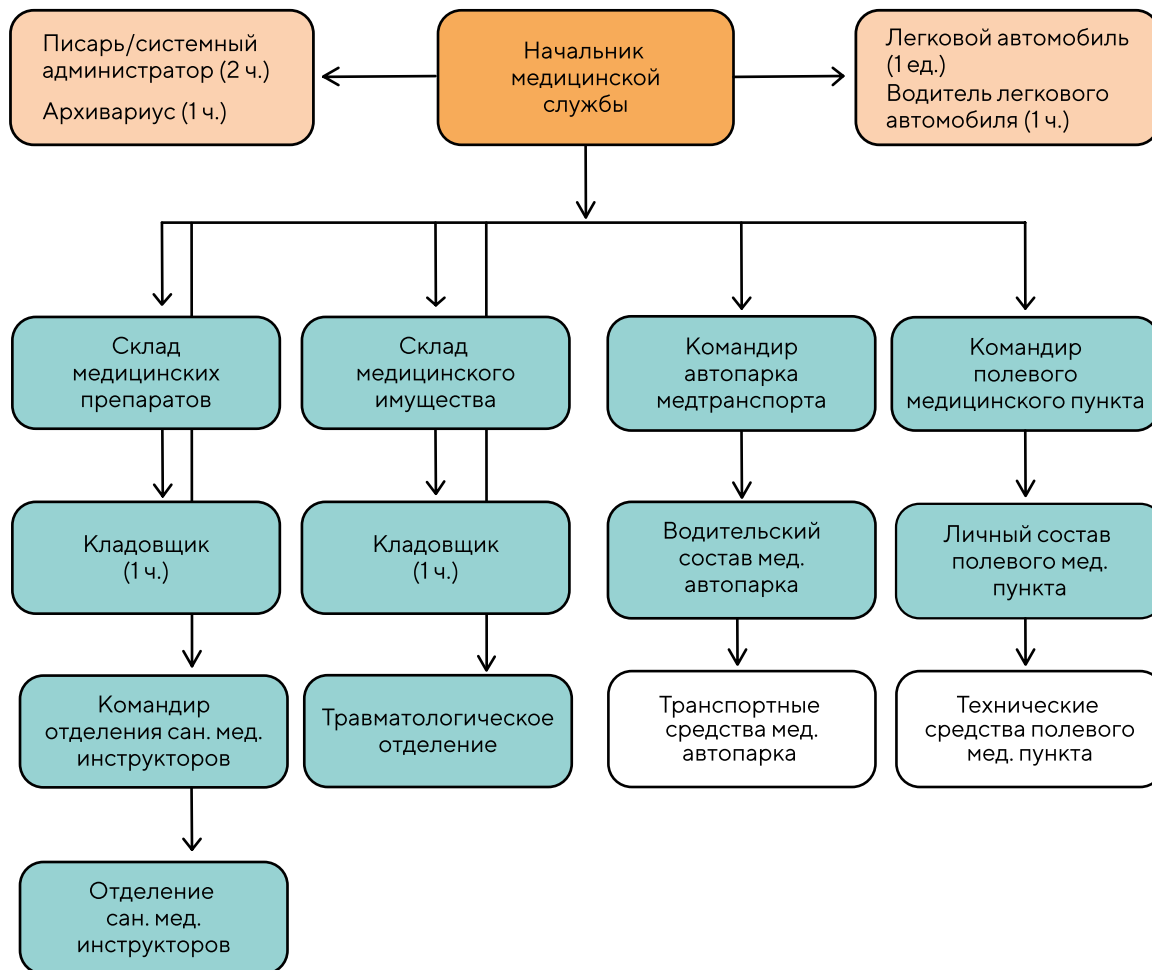 Писарь/системный
администратор (2 ч.)
Архивариус (1 ч.)
Начальник
медицинской
службы
Легковой автомобиль
(1 ед.)
Водитель легкового
автомобиля (1 ч.)
Склад
медицинских
препаратов
Склад
медицинского
имущества
Командир
автопарка
медтранспорта
Командир
полевого
медицинского пункта
Кладовщик
(1 ч.)
Кладовщик
(1 ч.)
Водительский
состав мед.
автопарка
Личный состав
полевого мед.
пункта
Командир
отделения сан. мед.
инструкторов
Травматологическое
отделение
Транспортные
средства мед.
автопарка
Технические
средства полевого
мед. пункта
Отделение
сан. мед.
инструкторов